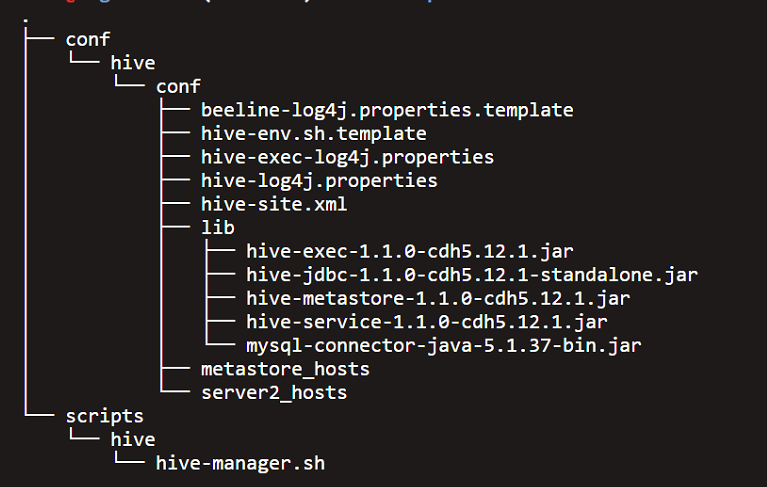 .
├── conf
│   └── hive
│       └── conf
│           ├── beeline-log4j.properties.template
│           ├── hive-env.sh.template
│           ├── hive-exec-log4j.properties
│           ├── hive-log4j.properties
│           ├── hive-site.xml
│           ├── lib
│           │   ├── hive-exec-1.1.0-cdh5.12.1.jar
│           │   ├── hive-jdbc-1.1.0-cdh5.12.1-standalone.jar
│           │   ├── hive-metastore-1.1.0-cdh5.12.1.jar
│           │   ├── hive-service-1.1.0-cdh5.12.1.jar
│           │   └── mysql-connector-java-5.1.37-bin.jar
│           ├── metastore_hosts
│           └── server2_hosts
└── scripts
    └── hive
        └── hive-manager.sh